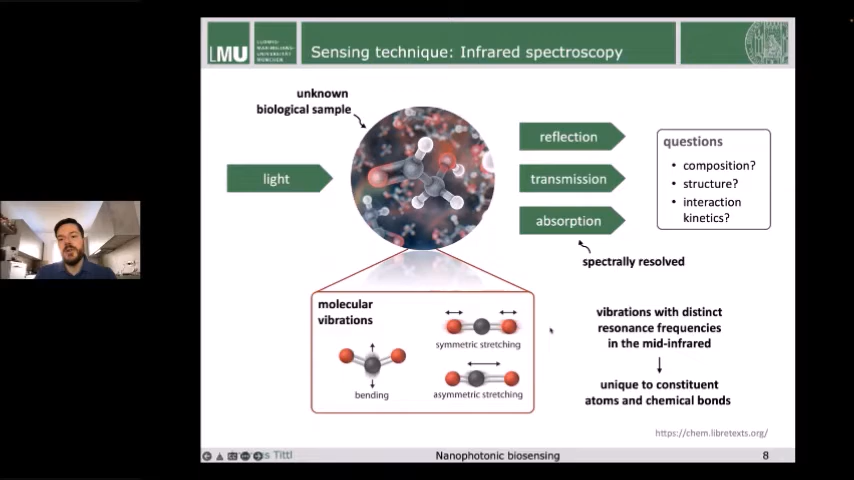 LMU
LUDWIG-
MAXIMILIANS-
UNIVERSITÄT
MÜNCHEN
Sensing technique: Infrared spectroscopy
unknown
biological sample
light
reflection
transmission
absorption
questions
• composition?
• structure?
• interaction
kinetics?
spectrally resolved
molecular
vibrations
symmetric stretching
bending
asymmetric stretching
vibrations with distinct
resonance frequencies
in the mid-infrared
unique to constituent
atoms and chemical bonds
https://chem.libretexts.org/
Tittl
Nanophotonic biosensing
8